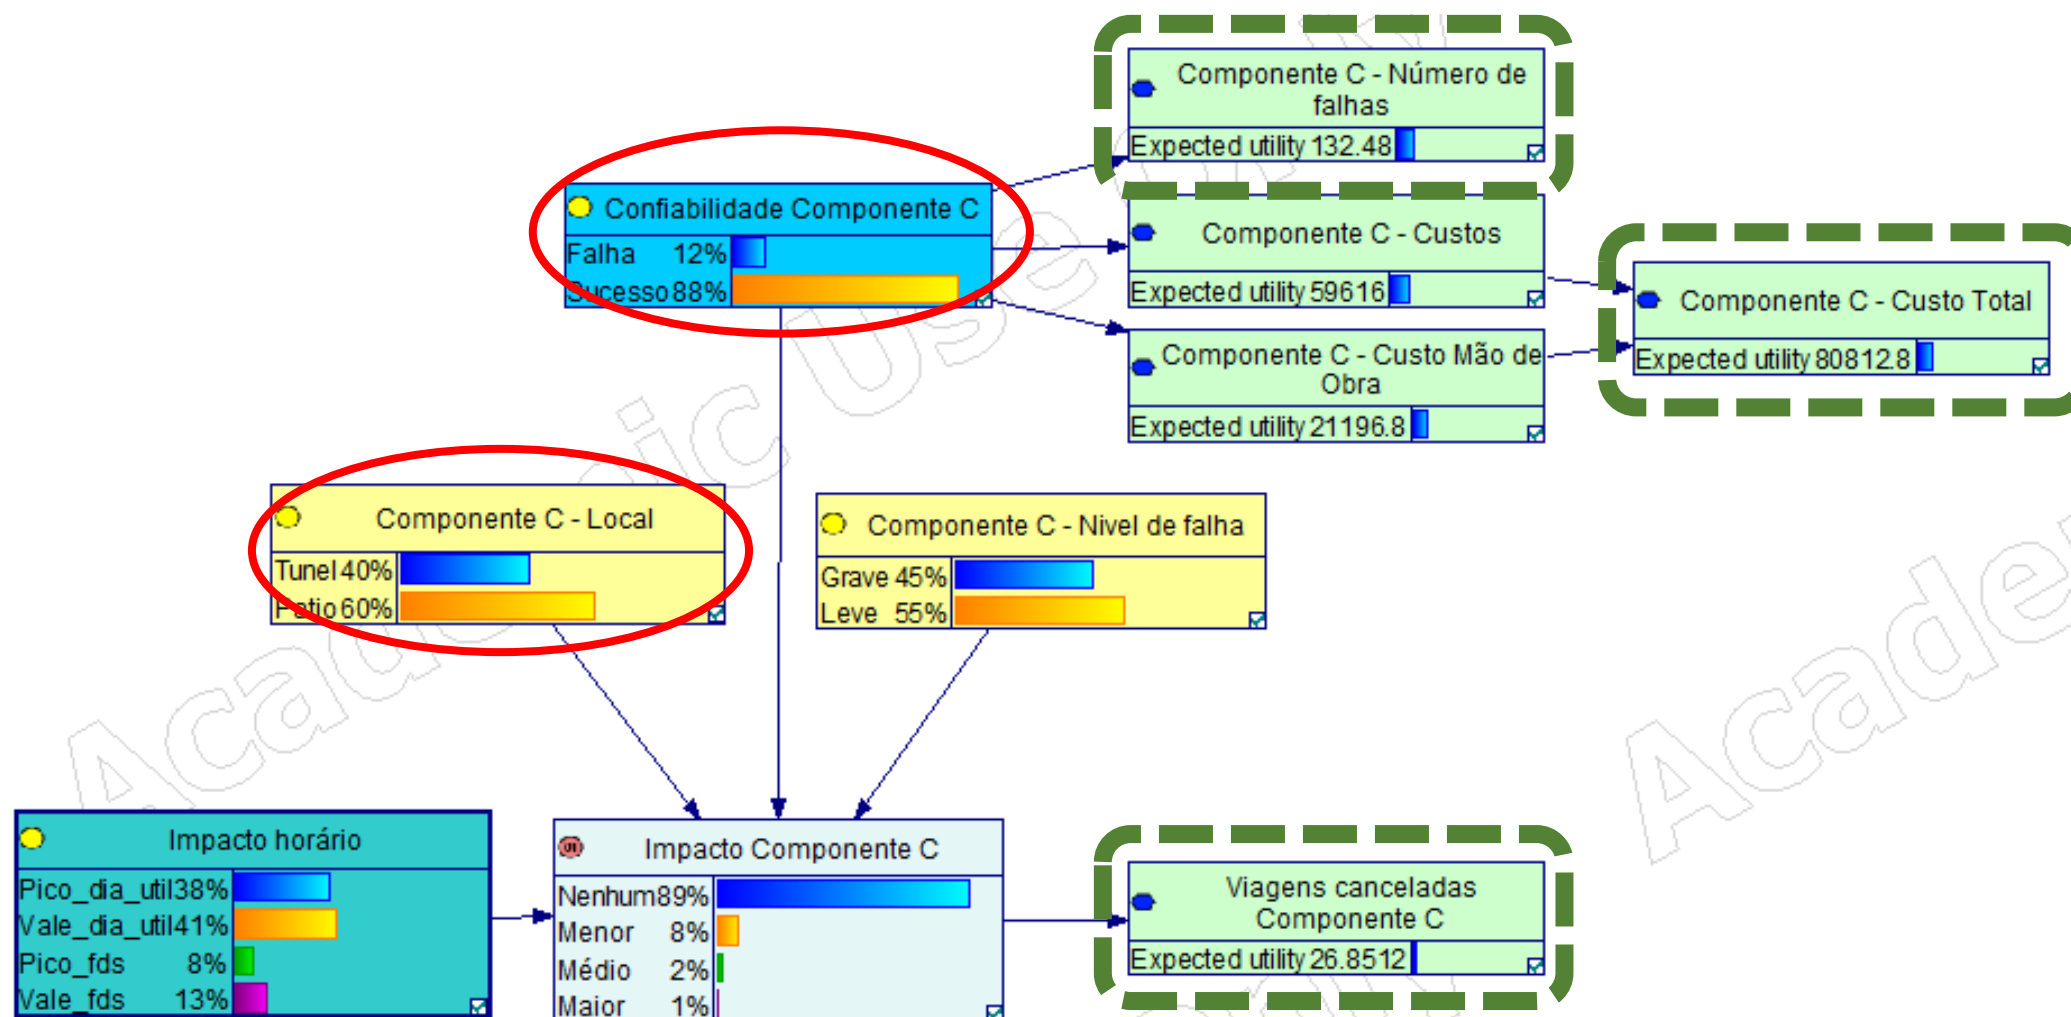 Componente C - Número de
falhas
Expected utility 132.48
Confiabilidade Componente C
Falha 12%
Sucesso 88%
Componente C - Custos
Expected utility 59616
Componente C - Custo Total
Expected utility 80812.8
Componente C - Custo Mão de
Obra
Expected utility 21196.8
Componente C - Local
Tunel 40%
Patio 60%
Componente C - Nivel de falha
Grave 45%
Leve 55%
Impacto horário
Pico_dia_util 38%
Vale_dia_util 41%
Pico_fds 8%
Vale_fds 13%
Impacto Componente C
Nenhum 89%
Menor 8%
Médio 2%
Maior 1%
Viagens canceladas
Componente C
Expected utility 26.8512
Academic Use Only
Acade